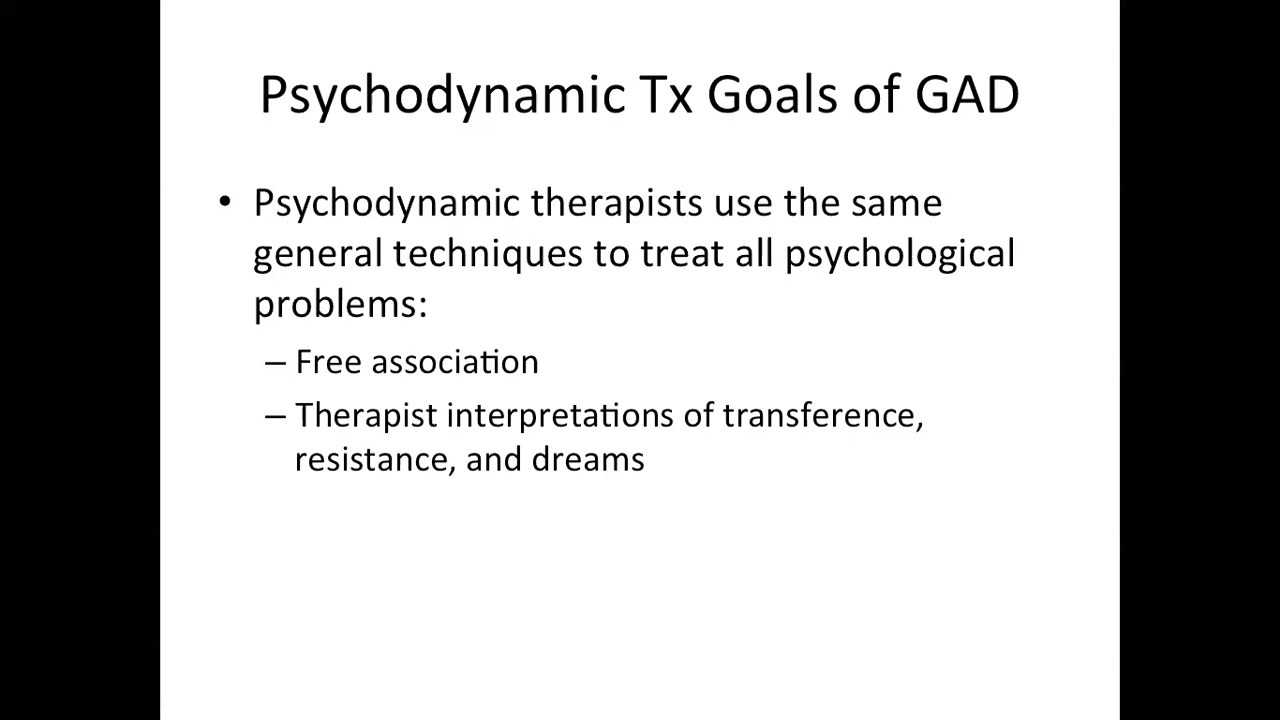 Psychodynamic Tx Goals of GAD
• Psychodynamic therapists use the same
general techniques to treat all psychological
problems:
– Free association
– Therapist interpretations of transference,
resistance, and dreams